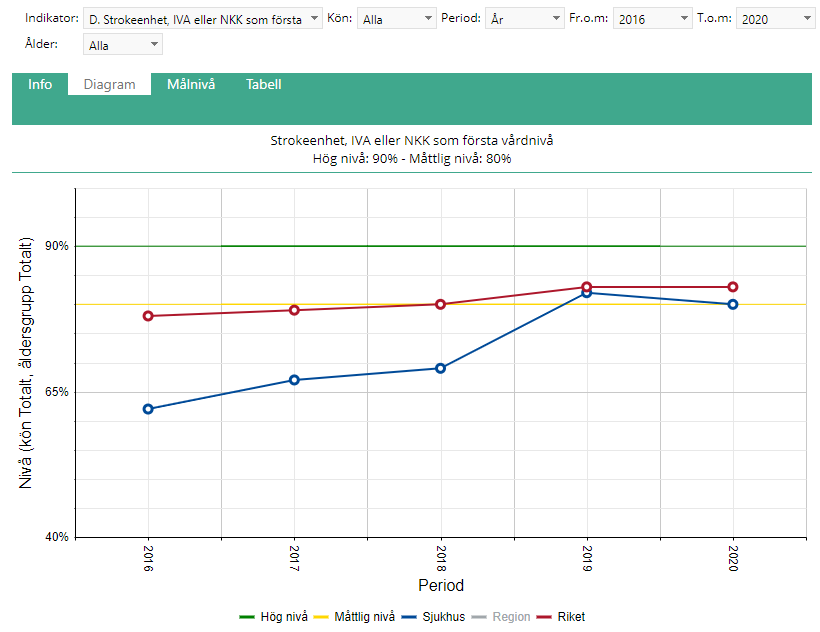 Indikator: D. Strokeenhet, IVA eller NKK som första Kön: Alla Period: År Fr.o.m: 2016 T.o.m: 2020
Ålder: Alla
Info Diagram Målnivå Tabell
Strokeenhet, IVA eller NKK som första vårdnivå
Hög nivå: 90% - Måttlig nivå: 80%
Nivå (kön Totalt, åldersgrupp Totalt)
90%
65%
40%
2016 2017 2018 2019 2020
Period
Hög nivå Måttlig nivå Sjukhus Region Riket